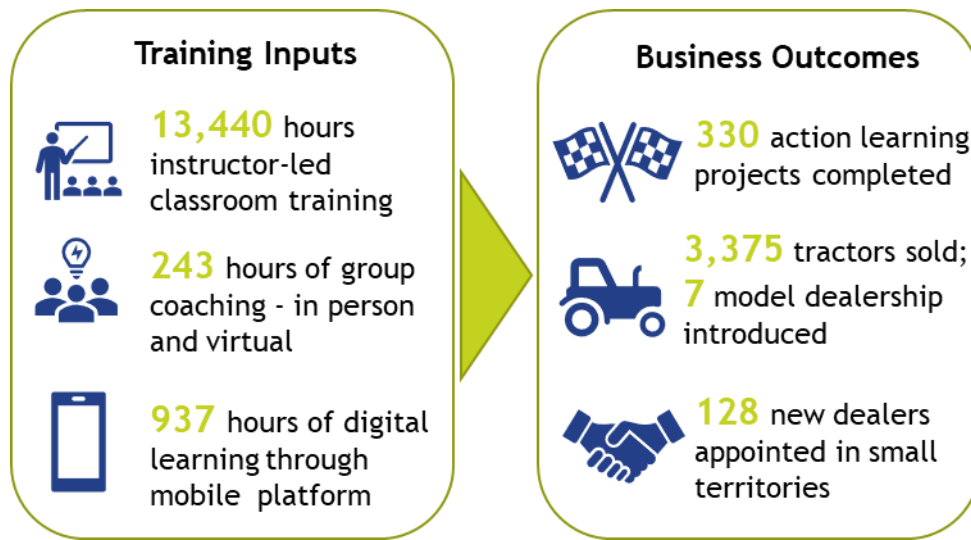 Training Inputs
13,440 hours
instructor-led
classroom training
243 hours of group
coaching - in person
and virtual
937 hours of digital
learning through
mobile platform
Business Outcomes
330 action learning
projects completed
3,375 tractors sold;
7 model dealership
introduced
128 new dealers
appointed in small
territories